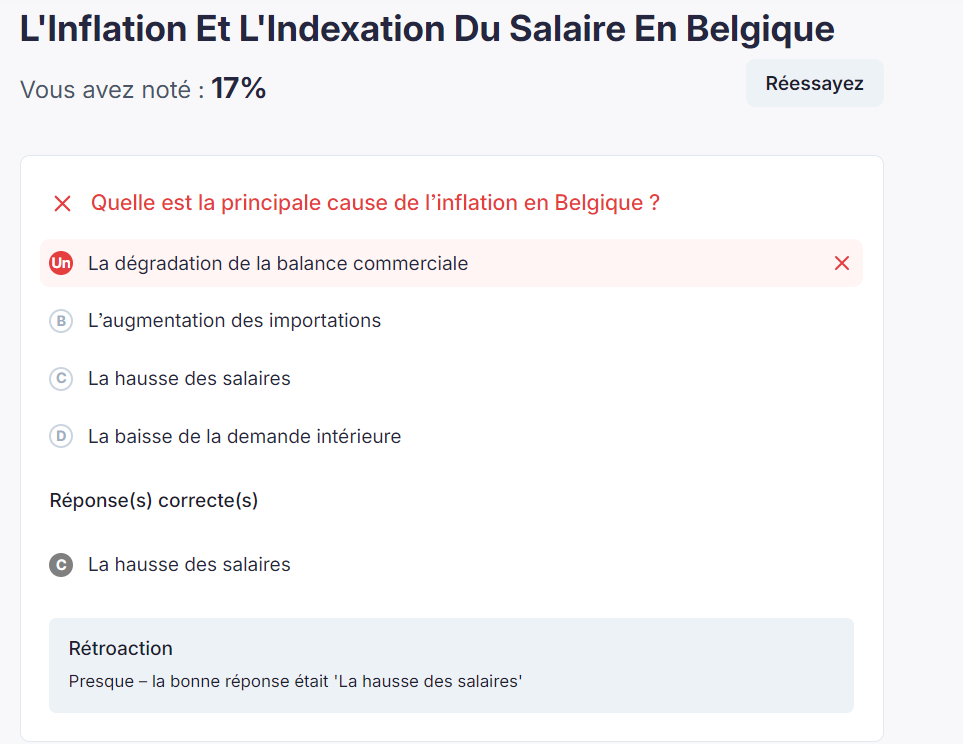 L'Inflation Et L'Indexation Du Salaire En Belgique
Vous avez noté : 17%
Réessayez
Quelle est la principale cause de l’inflation en Belgique ?
Un La dégradation de la balance commerciale
B L’augmentation des importations
C La hausse des salaires
D La baisse de la demande intérieure
Réponse(s) correcte(s)
C La hausse des salaires
Rétroaction
Presque – la bonne réponse était 'La hausse des salaires'